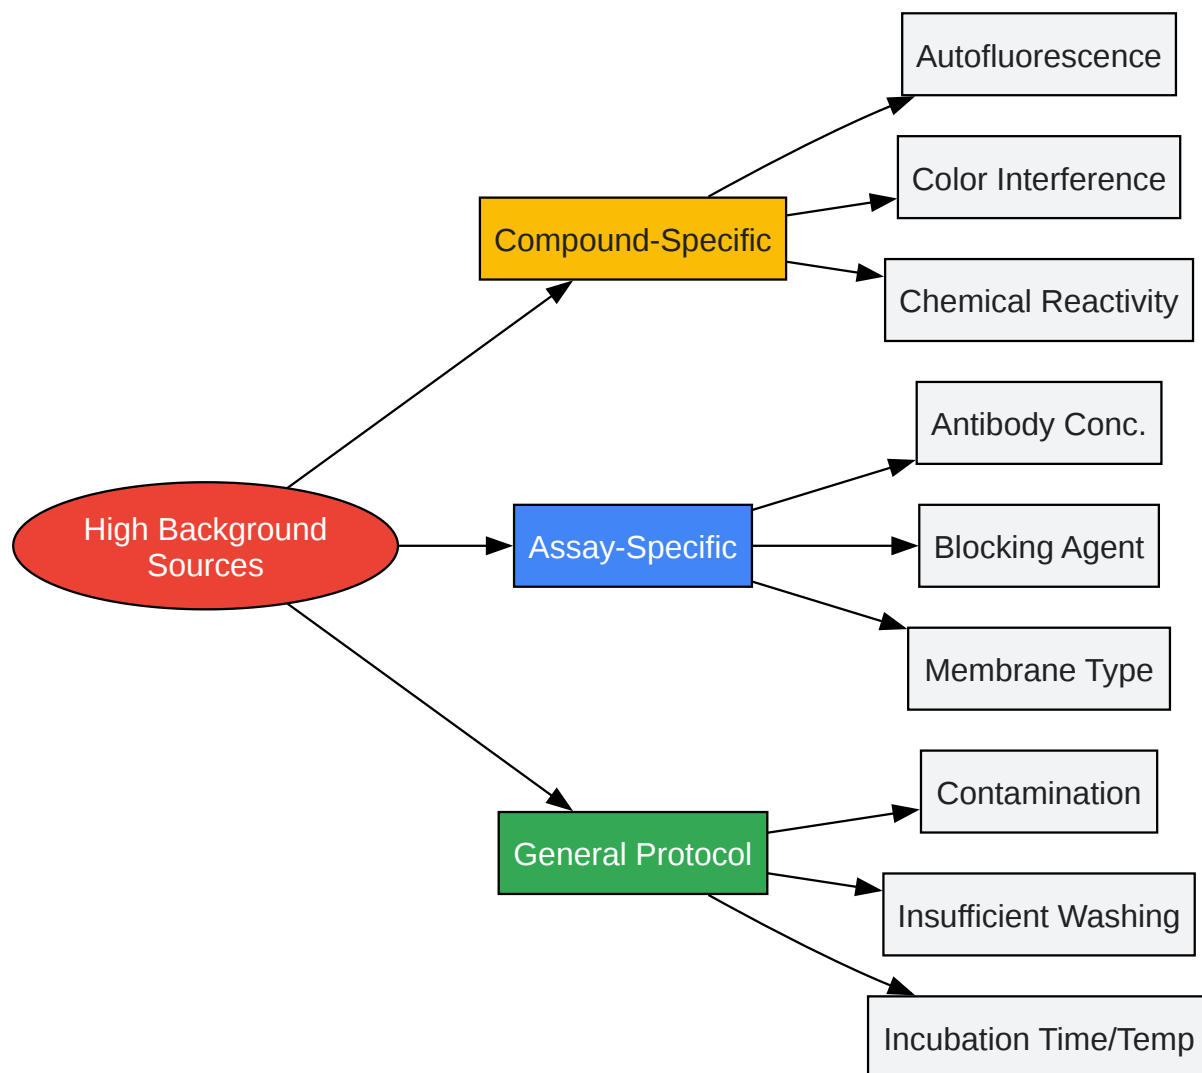 High Background
Sources
Compound-Specific
Autofluorescence
Color Interference
Chemical Reactivity
Assay-Specific
Antibody Conc.
Blocking Agent
Membrane Type
General Protocol
Contamination
Insufficient Washing
Incubation Time/Temp